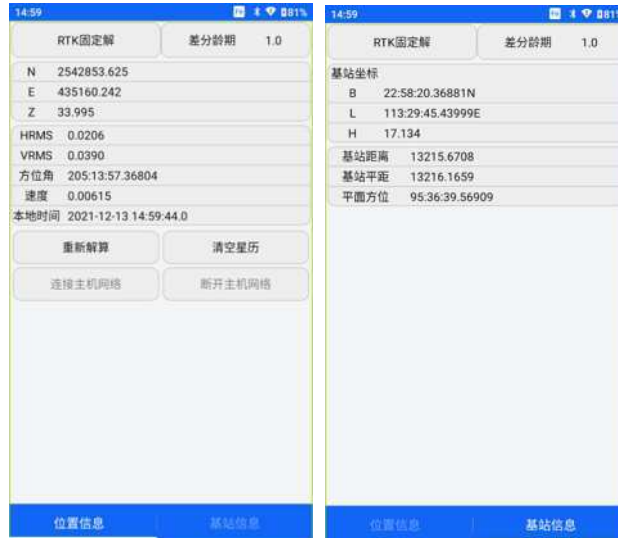 14:59
81%
RTK固定解
差分龄期 1.0
N 2542853.625
E 435160.242
Z 33.995
HRMS 0.0206
VRMS 0.0390
方位角 205:13:57.36804
速度 0.00615
本地时间 2021-12-13 14:59:44.0
重新解算
清空星历
连接主机网络
断开主机网络
位置信息
基站信息
14:59
81%
RTK固定解
差分龄期 1.0
基站坐标
B 22:58:20.36881N
L 113:29:45.43999E
H 17.134
基站距离 13215.6708
基站平距 13216.1659
平面方位 95:36:39.56909
位置信息
基站信息